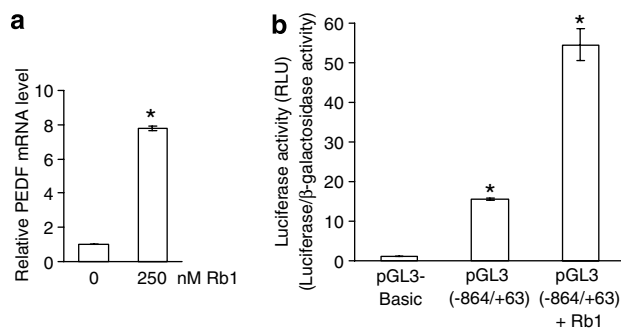 a
Relative PEDF mRNA level
10
8
6
4
2
0
*
0 250 nM Rb1
b
Luciferase activity (RLU)
(Luciferase/β-galactosidase activity)
60
50
40
30
20
10
0
*
*
pGL3-
Basic
pGL3
(-864/+63)
pGL3
(-864/+63)
+ Rb1